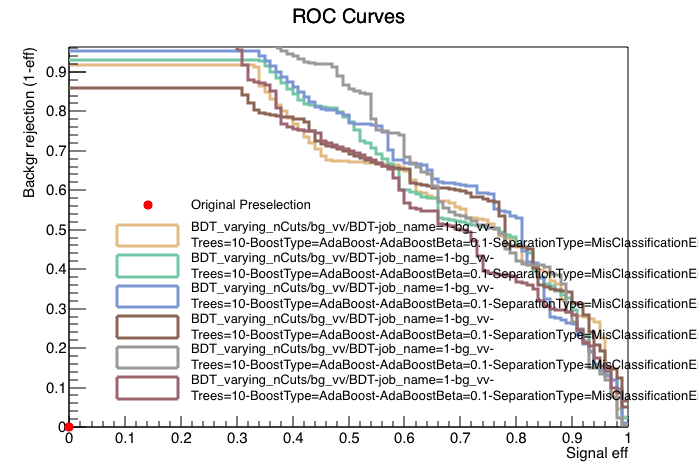 ROC Curves
Backgr rejection (1-eff)
0.9
0.8
0.7
0.6
0.5
0.4
0.3
0.2
0.1
0
Original Preselection
BDT_varying_nCuts/bg_vv/BDT-job_name=1-bg_vv-
Trees=10-BoostType=AdaBoost-AdaBoostBeta=0.1-SeparationType=MisClassificationE
BDT_varying_nCuts/bg_vv/BDT-job_name=1-bg_vv-
Trees=10-BoostType=AdaBoost-AdaBoostBeta=0.1-SeparationType=MisClassificationE
BDT_varying_nCuts/bg_vv/BDT-job_name=1-bg_vv-
Trees=10-BoostType=AdaBoost-AdaBoostBeta=0.1-SeparationType=MisClassificationE
BDT_varying_nCuts/bg_vv/BDT-job_name=1-bg_vv-
Trees=10-BoostType=AdaBoost-AdaBoostBeta=0.1-SeparationType=MisClassificationE
BDT_varying_nCuts/bg_vv/BDT-job_name=1-bg_vv-
Trees=10-BoostType=AdaBoost-AdaBoostBeta=0.1-SeparationType=MisClassificationE
BDT_varying_nCuts/bg_vv/BDT-job_name=1-bg_vv-
Trees=10-BoostType=AdaBoost-AdaBoostBeta=0.1-SeparationType=MisClassificationE
0 0.1 0.2 0.3 0.4 0.5 0.6 0.7 0.8 0.9 1
Signal eff